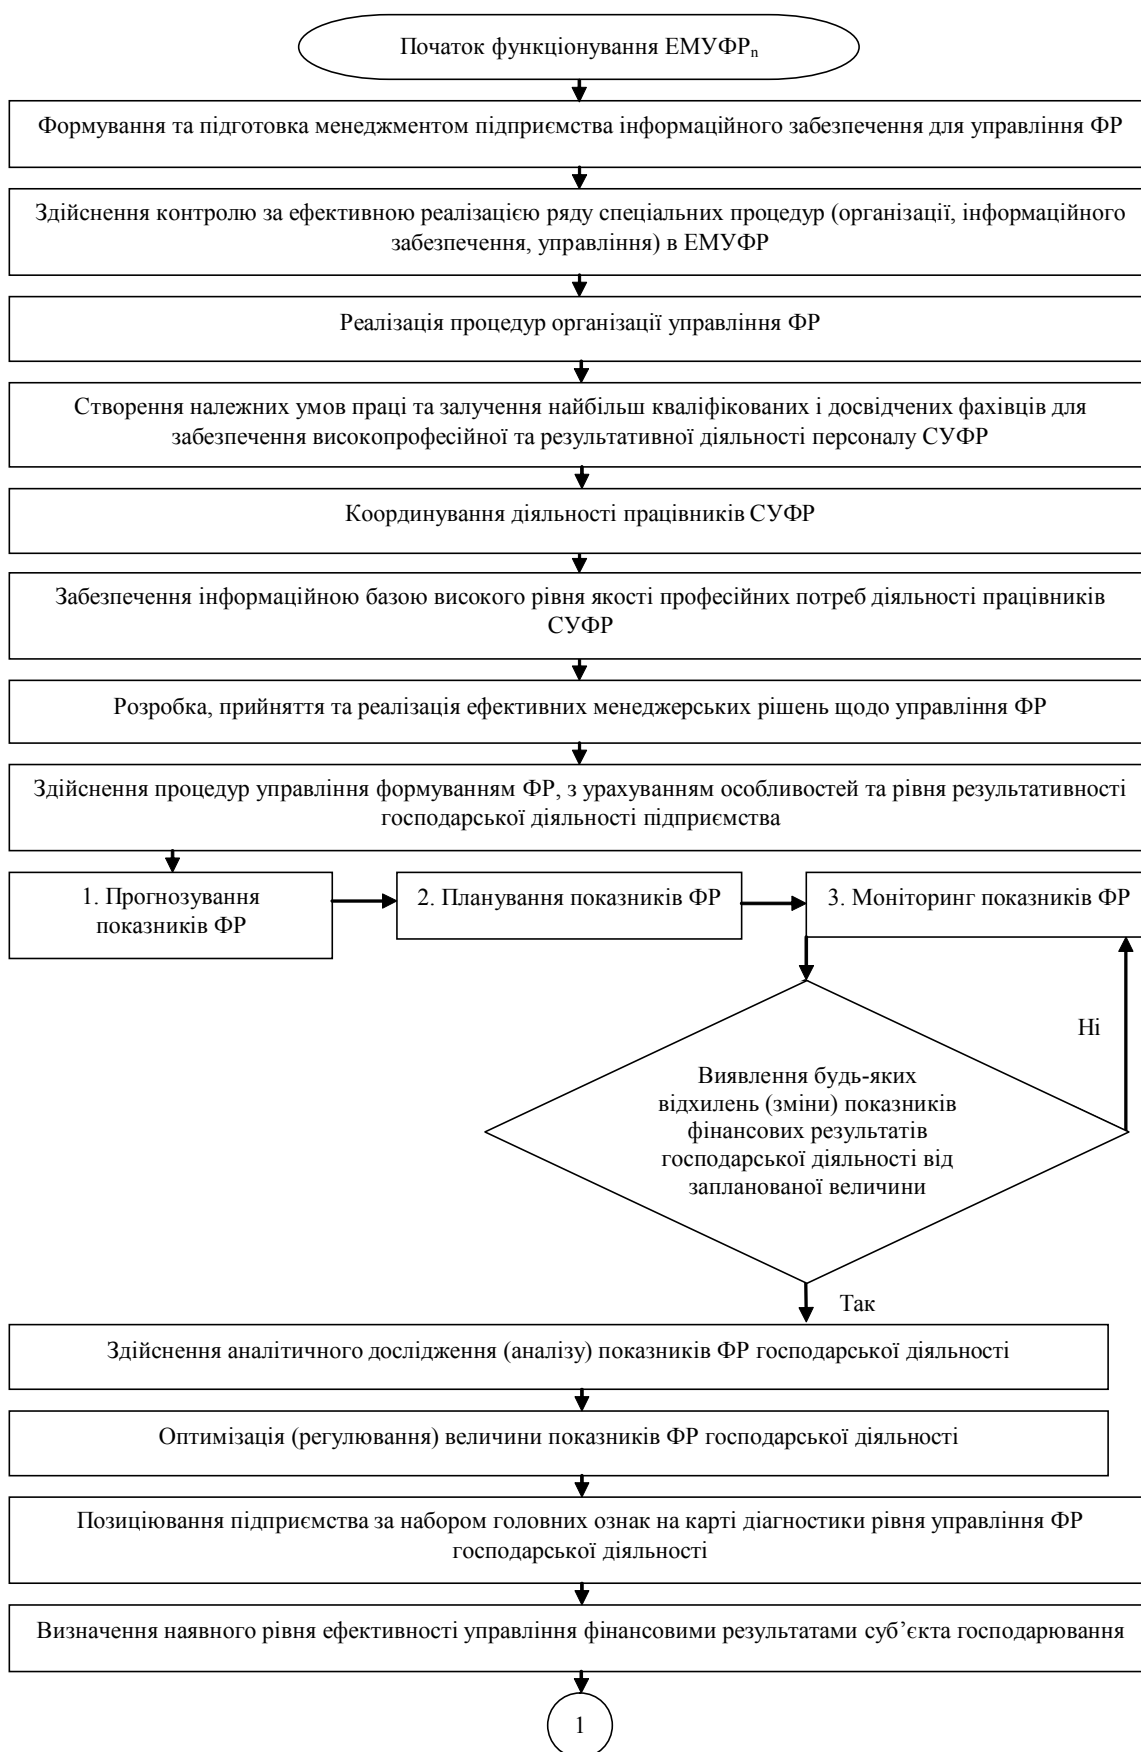 Початок функціонування ЕМУФРn
Формування та підготовка менеджментом підприємства інформаційного забезпечення для управління ФР
Здійснення контролю за ефективною реалізацією ряду спеціальних процедур (організації, інформаційного
забезпечення, управління) в ЕМУФР
Реалізація процедур організації управління ФР
Створення належних умов праці та залучення найбільш кваліфікованих і досвідчених фахівців для
забезпечення високопрофесійної та результативної діяльності персоналу СУФР
Координування діяльності працівників СУФР
Забезпечення інформаційною базою високого рівня якості професійних потреб діяльності працівників
СУФР
Розробка, прийняття та реалізація ефективних менеджерських рішень щодо управління ФР
Здійснення процедур управління формуванням ФР, з урахуванням особливостей та рівня результативності
господарської діяльності підприємства
1. Прогнозування
показників ФР
2. Планування показників ФР
3. Моніторинг показників ФР
Ні
Виявлення будь-яких
відхилень (зміни) показників
фінансових результатів
господарської діяльності від
запланованої величини
Так
Здійснення аналітичного дослідження (аналізу) показників ФР господарської діяльності
Оптимізація (регулювання) величини показників ФР господарської діяльності
Позиціювання підприємства за набором головних ознак на карті діагностики рівня управління ФР
господарської діяльності
Визначення наявного рівня ефективності управління фінансовими результатами суб’єкта господарювання
1